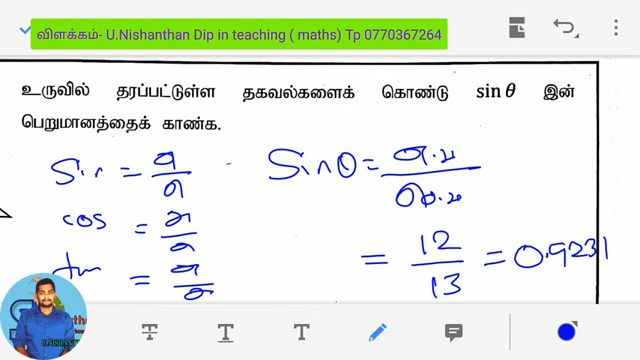 விளக்கம்- U.Nishanthan Dip in teaching ( maths) Tp 0770367264
உருவில் தரப்பட்டுள்ள தகவல்களைக் கொண்டு sin θ இன்
பெறுமானத்தைக் காண்க.
Sin = எ/க
Sinθ = எ.ப/செ.ப
cos =
= 12/13 = 0.9231
tan =